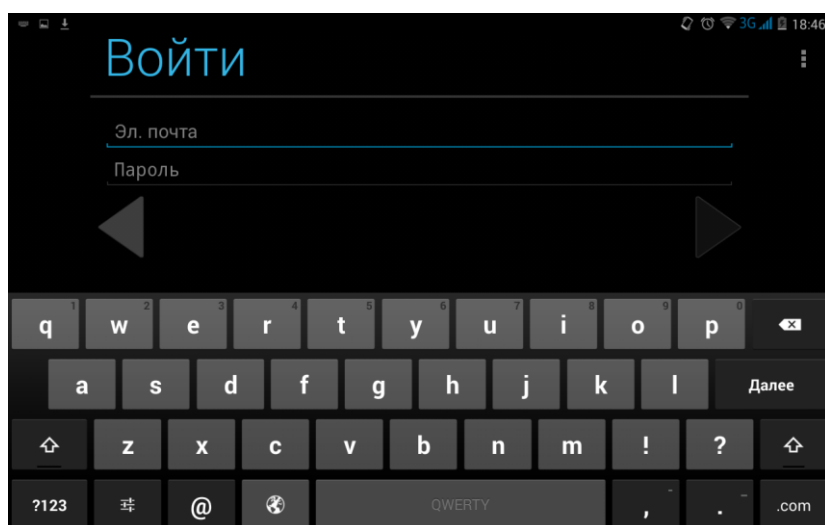 3G 18:46
Войти
Эл. почта
Пароль
1 2 3 4 5 6 7 8 9 0
q w e r t y u i o p
a s d f g h j k l Далее
z x c v b n m ! ?
?123 @ QWERTY , . .com